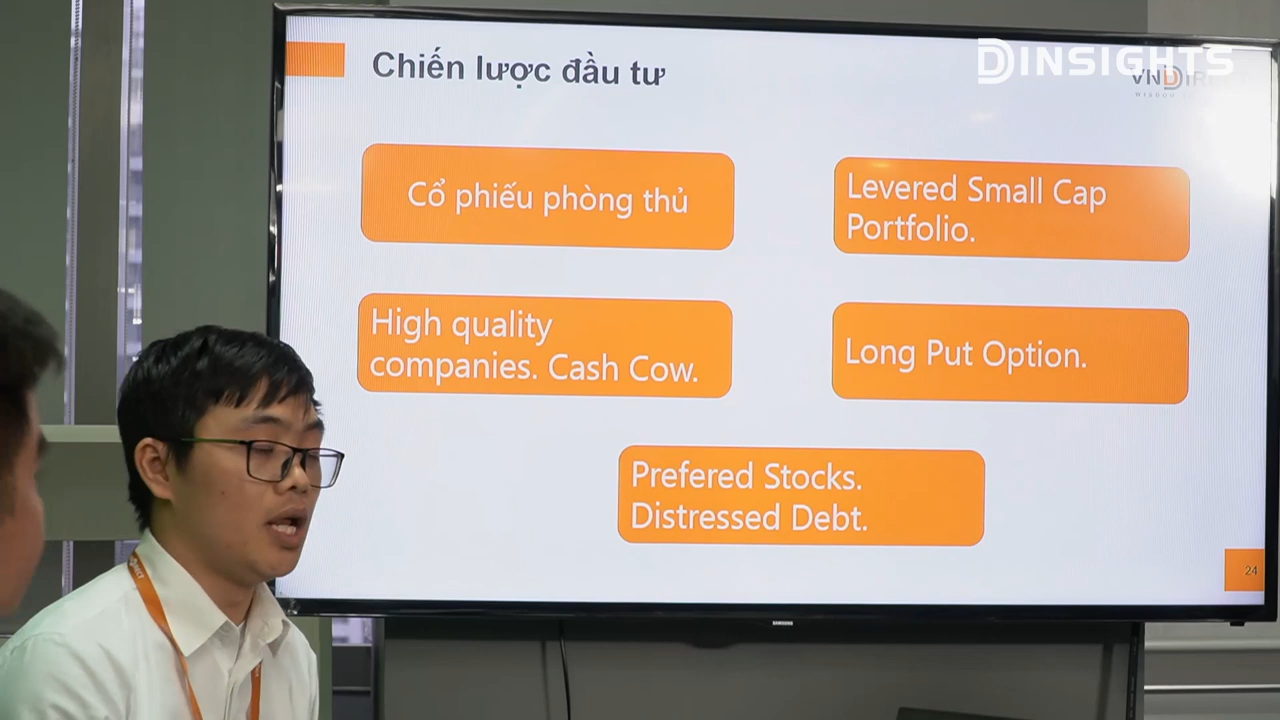 DINSIGHTS
Chiến lược đầu tư
Cổ phiếu phòng thủ
Levered Small Cap
Portfolio.
High quality
companies. Cash Cow.
Long Put Option.
Prefered Stocks.
Distressed Debt.
24
SAMSUNG